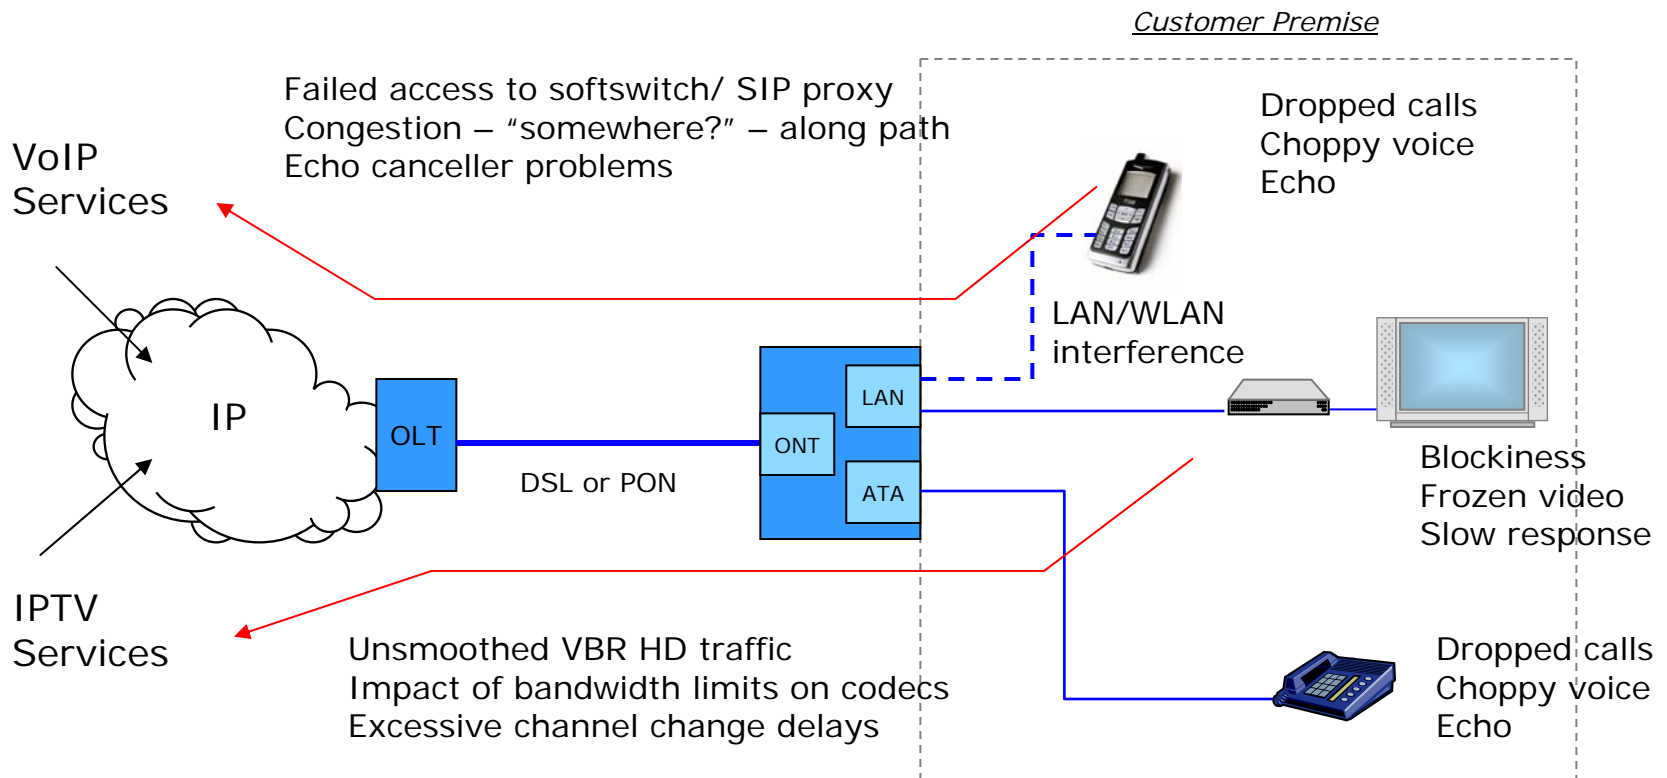 Customer Premise
Failed access to softswitch/ SIP proxy
Congestion – “somewhere?” – along path
Echo canceller problems
Dropped calls
Choppy voice
Echo
VoIP
Services
LAN/WLAN
interference
IP
OLT
DSL or PON
ONT
LAN
ATA
Blockiness
Frozen video
Slow response
IPTV
Services
Unsmoothed VBR HD traffic
Impact of bandwidth limits on codecs
Excessive channel change delays
Dropped calls
Choppy voice
Echo